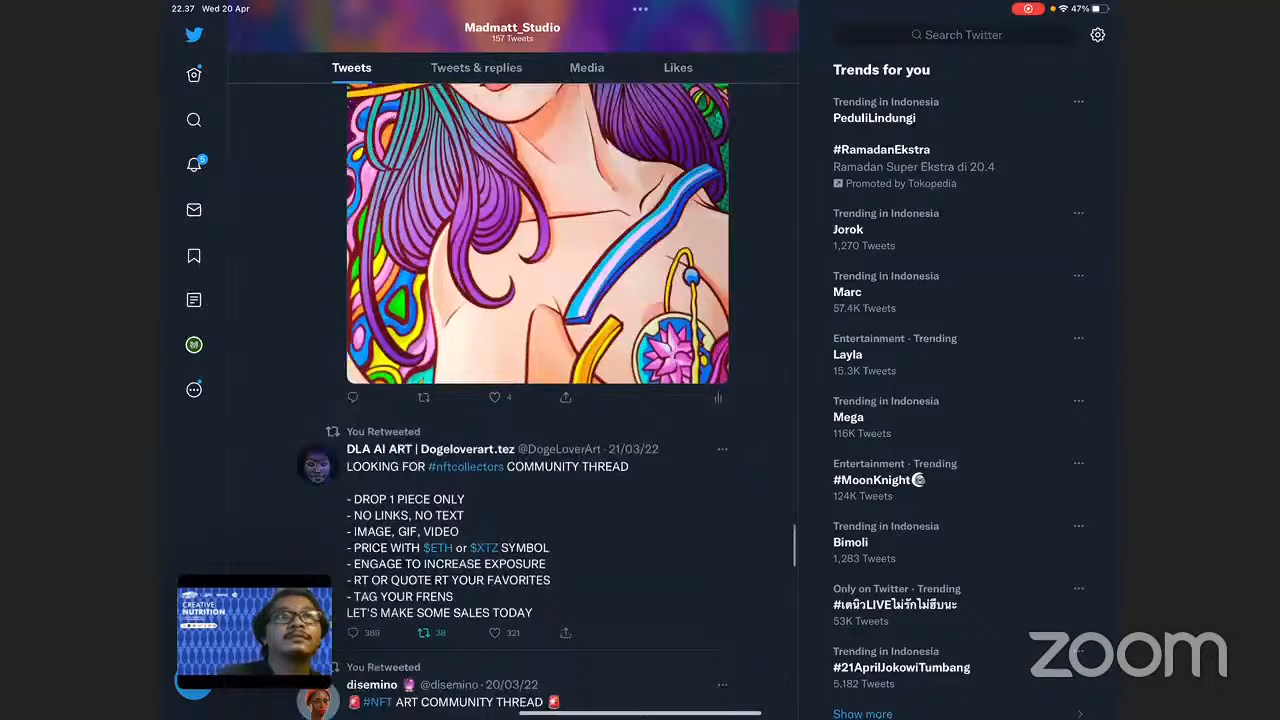 22.37 Wed 20 Apr
47%
Madmatt_Studio
157 Tweets
Search Twitter
Tweets
Tweets & replies
Media
Likes
5
4
You Retweeted
DLA AI ART | Dogeloverart.tez @DogeLoverArt · 21/03/22
LOOKING FOR #nftcollectors COMMUNITY THREAD
- DROP 1 PIECE ONLY
- NO LINKS, NO TEXT
- IMAGE, GIF, VIDEO
- PRICE WITH $ETH or $XTZ SYMBOL
- ENGAGE TO INCREASE EXPOSURE
- RT OR QUOTE RT YOUR FAVORITES
- TAG YOUR FRENS
LET'S MAKE SOME SALES TODAY
369
38
321
You Retweeted
disemino @disemino · 20/03/22
#NFT ART COMMUNITY THREAD
CREATIVE
NUTRITION
Trends for you
Trending in Indonesia
PeduliLindungi
#RamadanEkstra
Ramadan Super Ekstra di 20.4
Promoted by Tokopedia
Trending in Indonesia
Jorok
1,270 Tweets
Trending in Indonesia
Marc
57.4K Tweets
Entertainment · Trending
Layla
15.3K Tweets
Trending in Indonesia
Mega
116K Tweets
Entertainment · Trending
#MoonKnight
124K Tweets
Trending in Indonesia
Bimoli
1,283 Tweets
Only on Twitter · Trending
#เตนิวLIVEไม่รักไม่ฮีบนะ
53K Tweets
Trending in Indonesia
#21AprilJokowiTumbang
5,182 Tweets
Show more
zoom